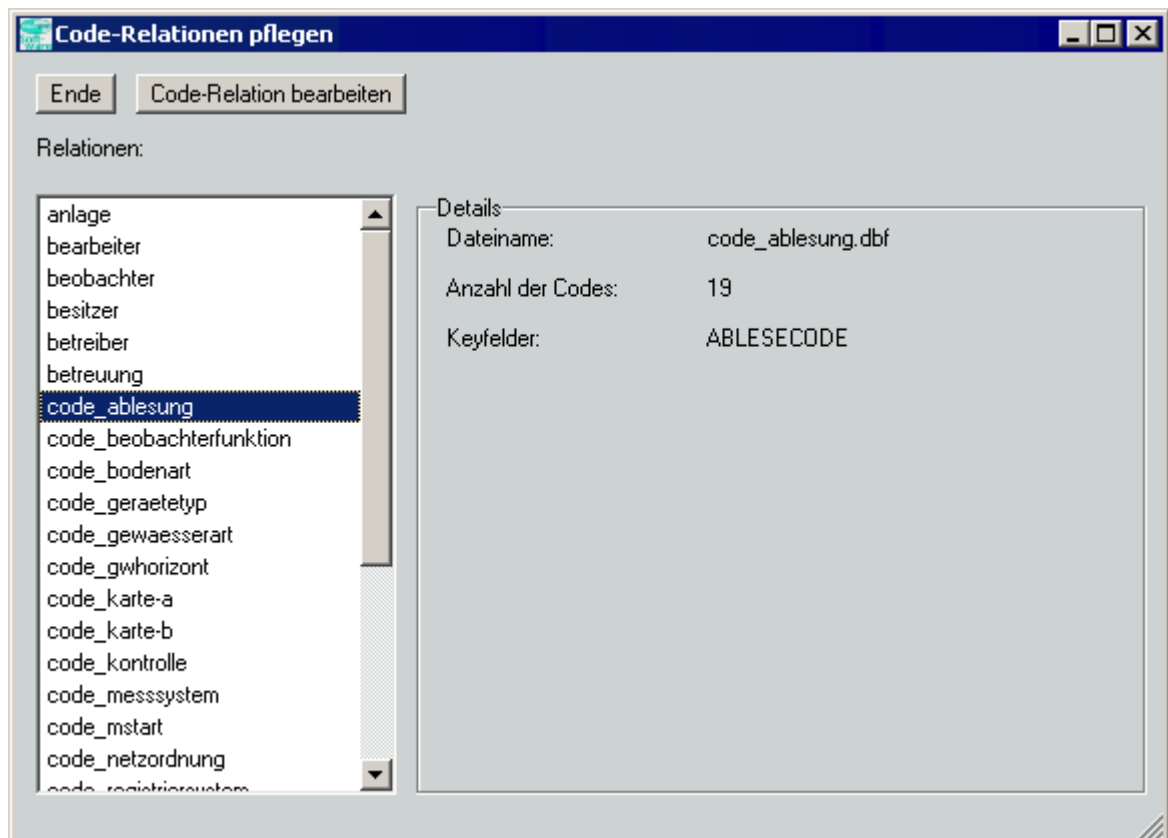 Code-Relationen pflegen
Ende Code-Relation bearbeiten
Relationen:
anlage
bearbeiter
beobachter
besitzer
betreiber
betreuung
code_ablesung
code_beobachterfunktion
code_bodenart
code_geraetetyp
code_gewaesserart
code_gwhorizont
code_karte-a
code_karte-b
code_kontrolle
code_messsystem
code_mstart
code_netzordnung
Details
Dateiname: code_ablesung.dbf
Anzahl der Codes: 19
Keyfelder: ABLESECODE